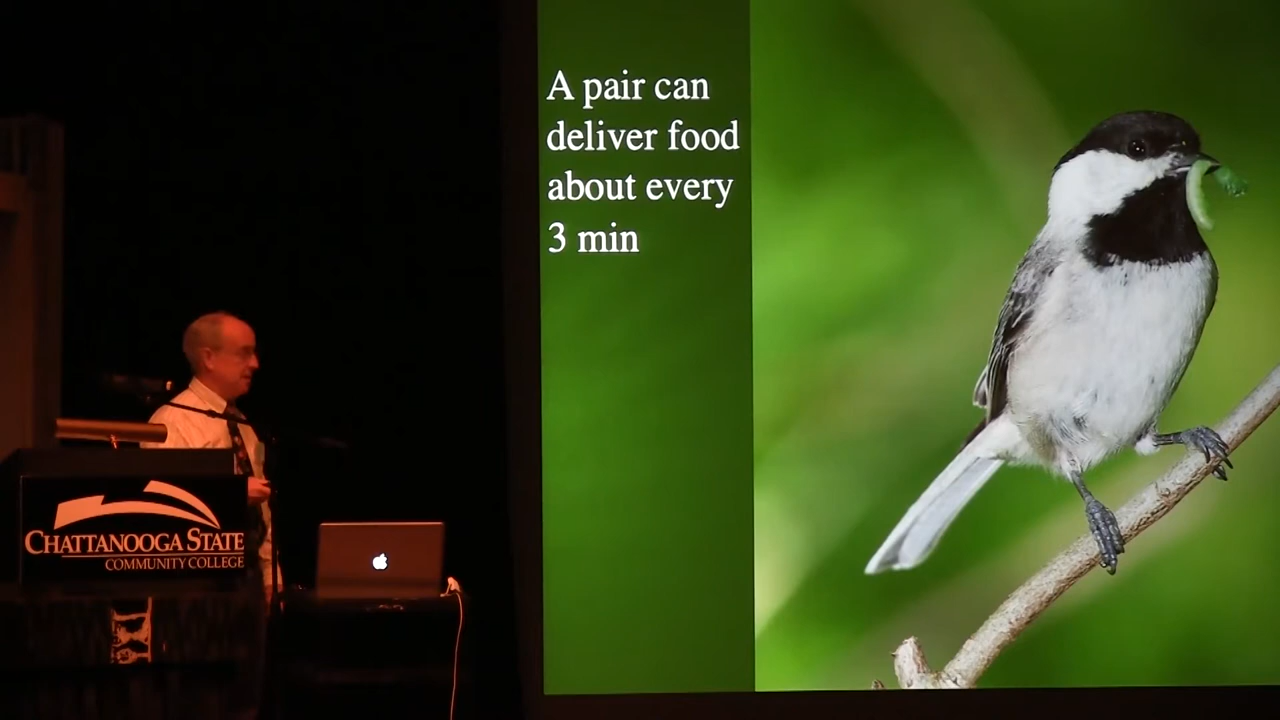 A pair can
deliver food
about every
3 min
CHATTANOOGA STATE
COMMUNITY COLLEGE